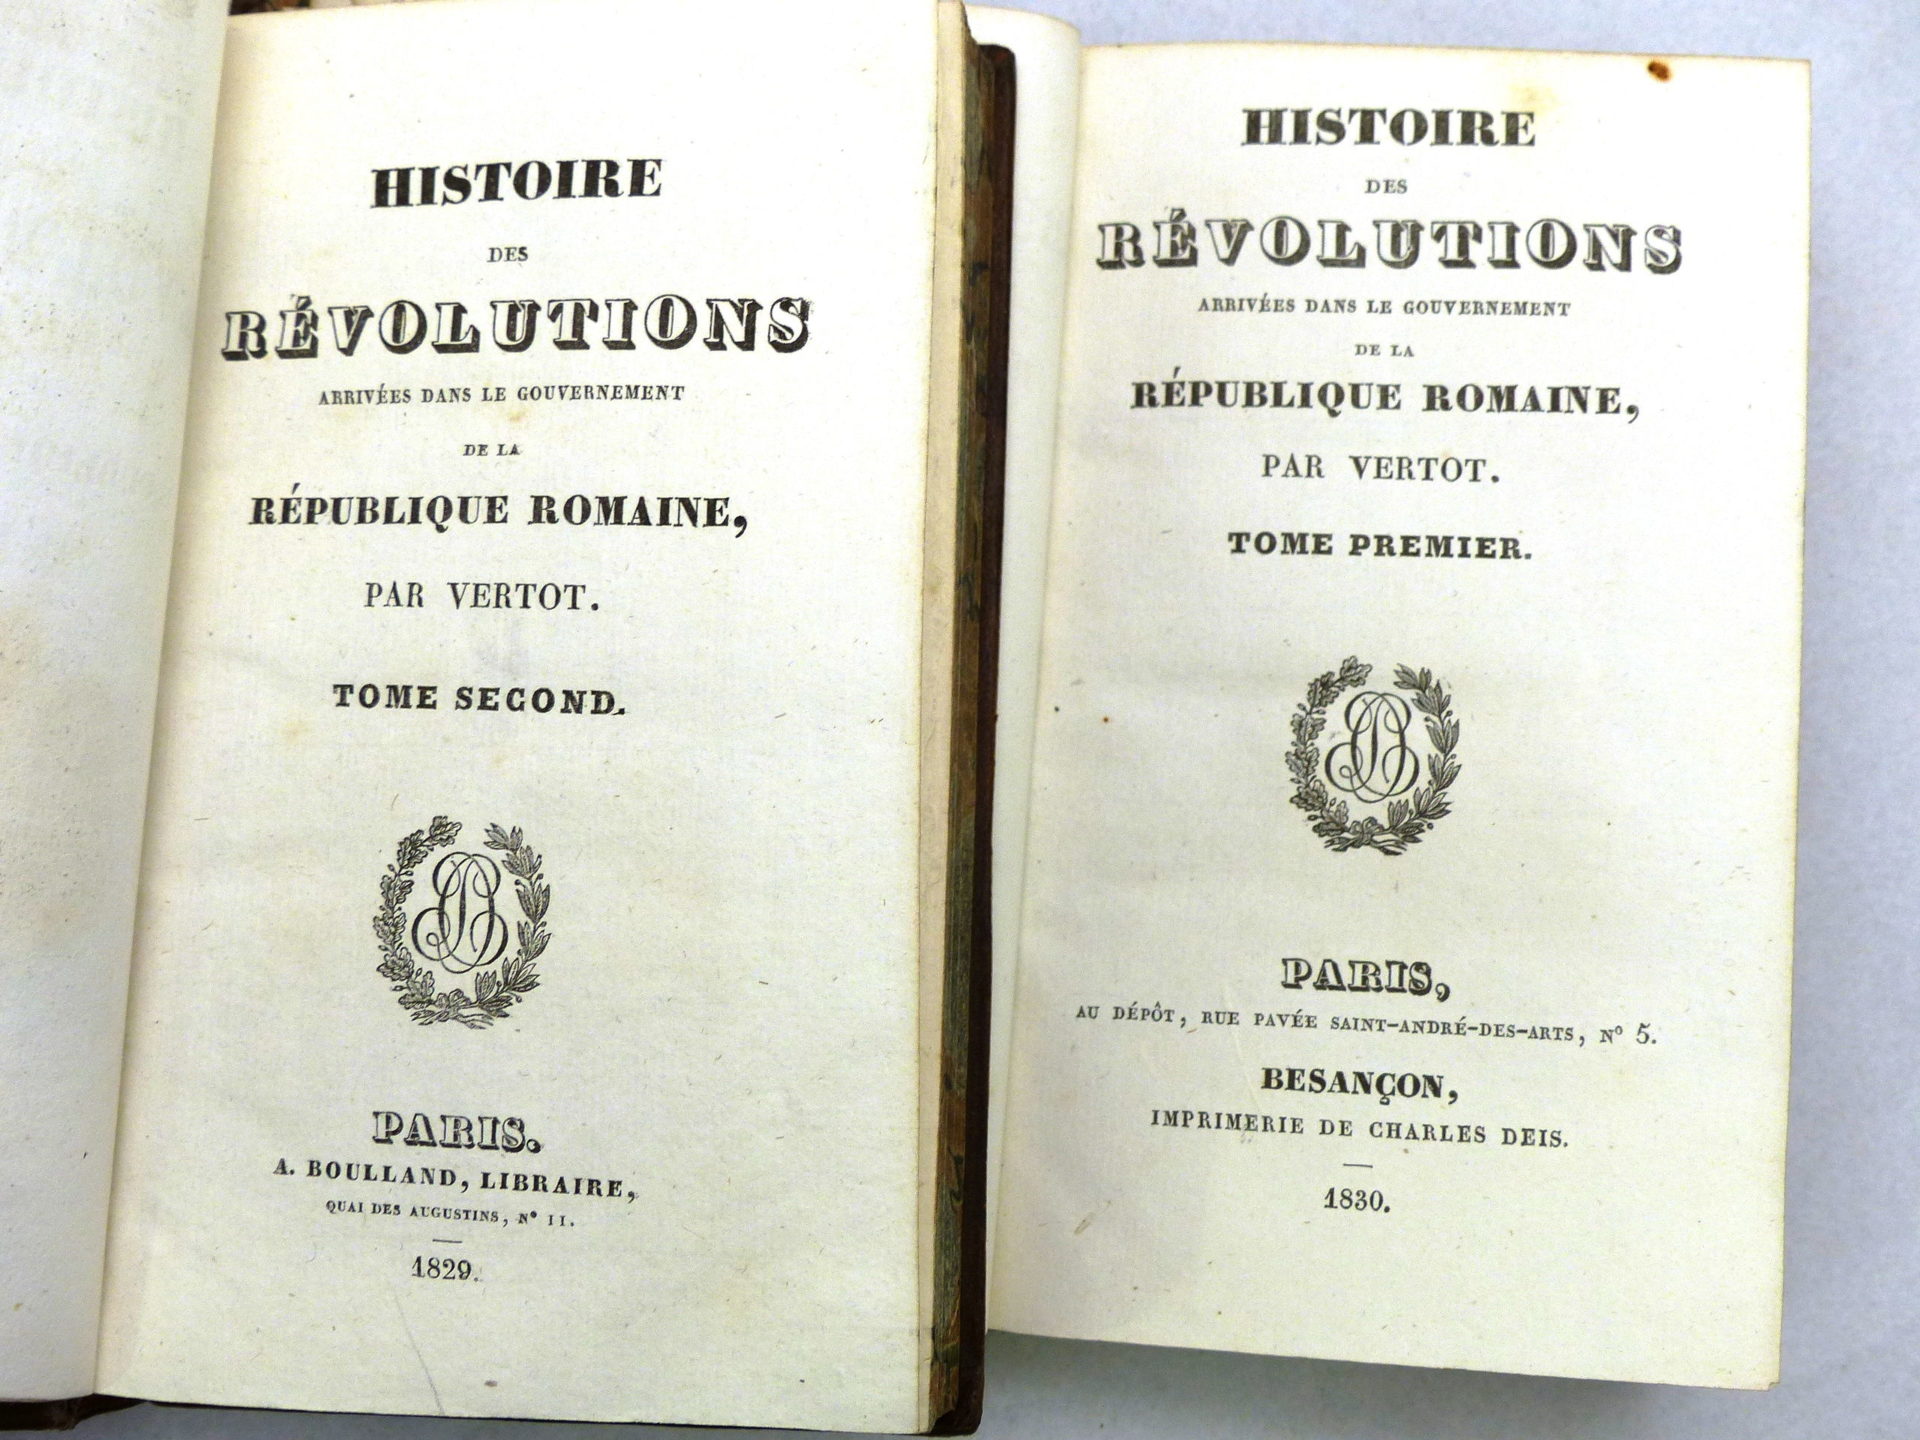 HISTOIRE
DES
RÉVOLUTIONS
ARRIVÉES DANS LE GOUVERNEMENT
DE LA
RÉPUBLIQUE ROMAINE,
PAR VERTOT.
TOME SECOND.
PARIS.
A. BOULLAND, LIBRAIRE,
QUAI DES AUGUSTINS, Nº 11.
1829.
HISTOIRE
DES
RÉVOLUTIONS
ARRIVÉES DANS LE GOUVERNEMENT
DE LA
RÉPUBLIQUE ROMAINE,
PAR VERTOT.
TOME PREMIER.
PARIS,
AU DÉPÔT, RUE PAVÉE SAINT-ANDRÉ-DES-ARTS, Nº 5.
BESANÇON,
IMPRIMERIE DE CHARLES DEIS.
1830.